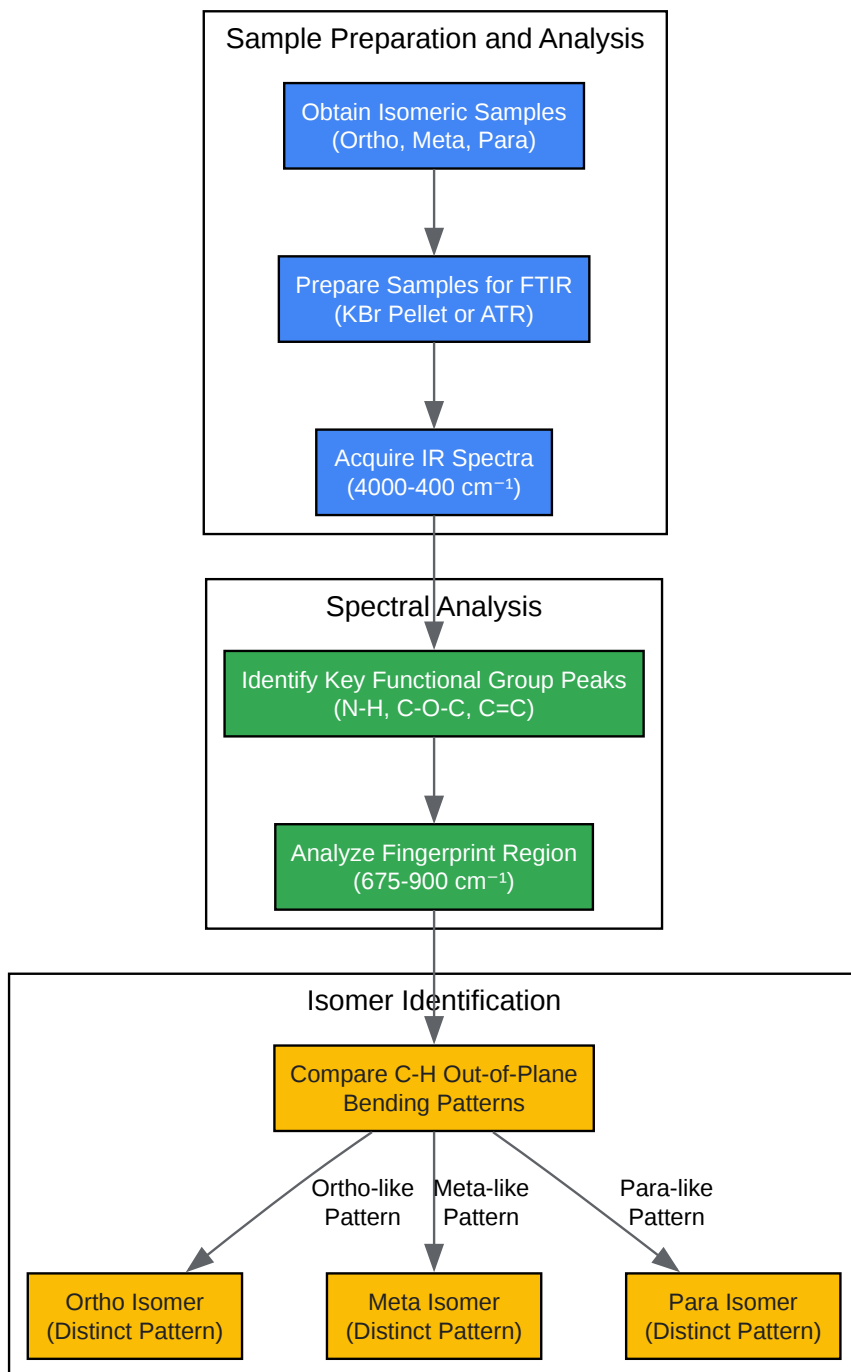 Sample Preparation and Analysis
Obtain Isomeric Samples
(Ortho, Meta, Para)
Prepare Samples for FTIR
(KBr Pellet or ATR)
Acquire IR Spectra
(4000-400 cm⁻¹)
Spectral Analysis
Identify Key Functional Group Peaks
(N-H, C-O-C, C=C)
Analyze Fingerprint Region
(675-900 cm⁻¹)
Isomer Identification
Compare C-H Out-of-Plane
Bending Patterns
Ortho-like
Pattern
Meta-like
Pattern
Para-like
Pattern
Ortho Isomer
(Distinct Pattern)
Meta Isomer
(Distinct Pattern)
Para Isomer
(Distinct Pattern)